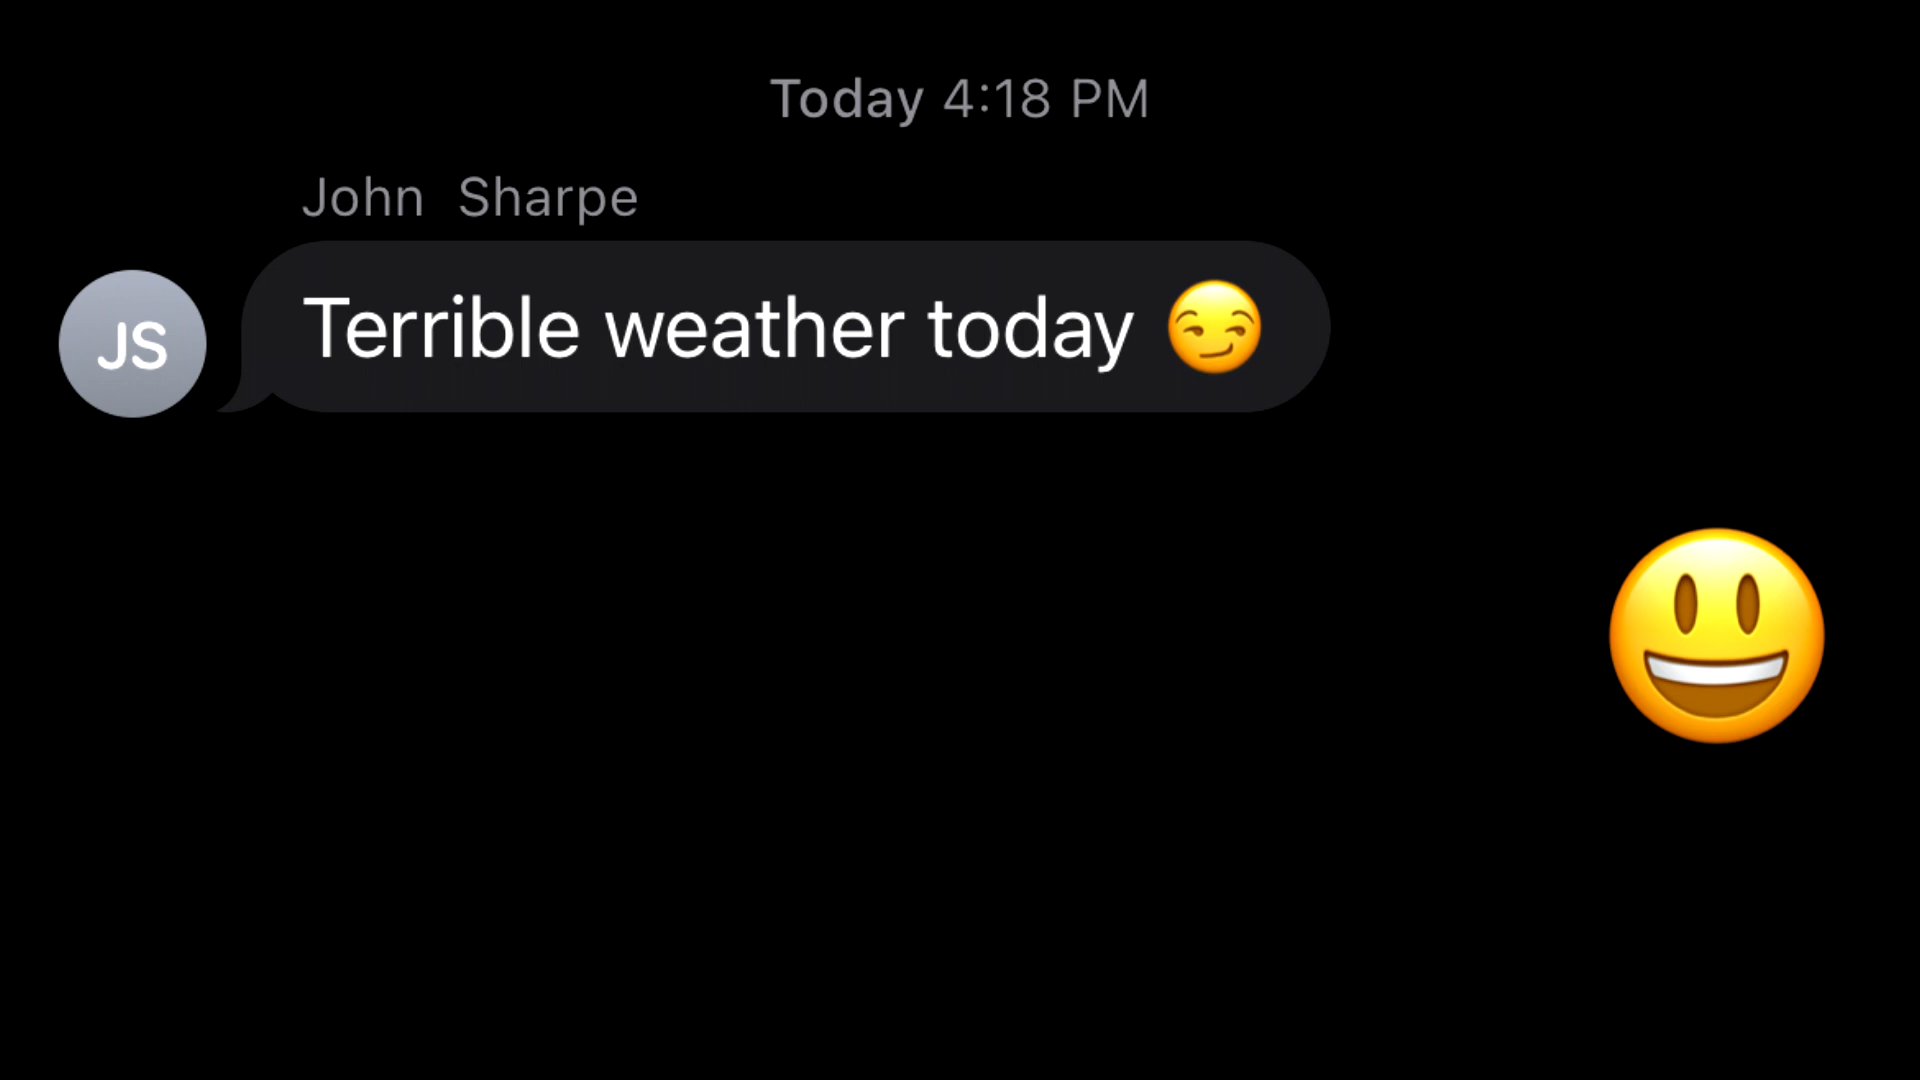 Today 4:18 PM
John  Sharpe
JS
Terrible weather today 😏
😃